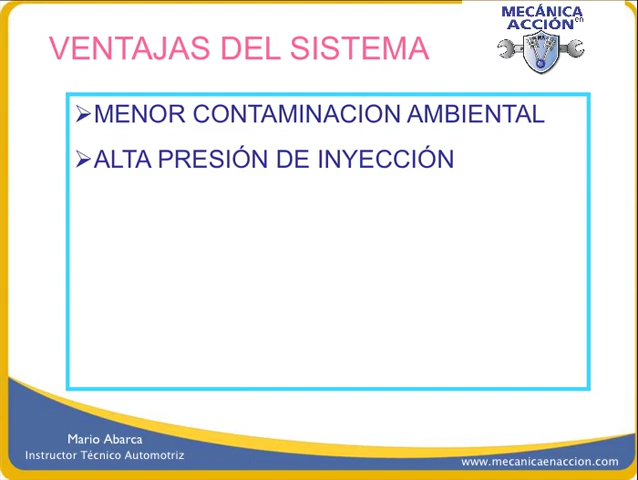 MECÁNICA
en
ACCIÓN
VENTAJAS DEL SISTEMA
➢MENOR CONTAMINACION AMBIENTAL
➢ALTA PRESIÓN DE INYECCIÓN
Mario Abarca
Instructor Técnico Automotriz
www.mecanicaenaccion.com